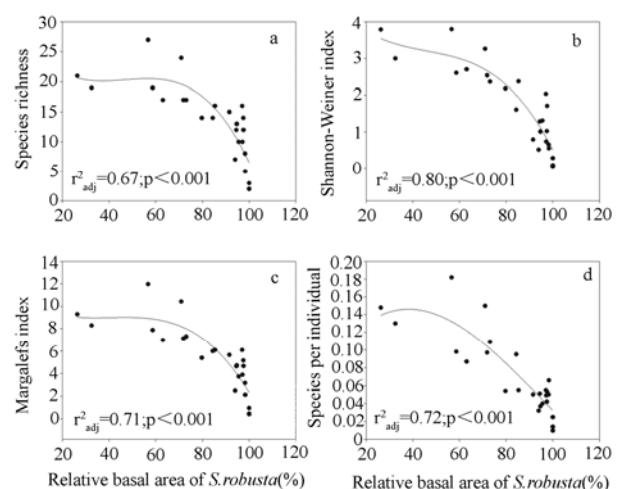 30
25
20
15
10
5
0
Species richness
a
r²adj=0.67;p<0.001
20 40 60 80 100 120
4
3
2
1
0
Shannon-Weiner index
b
r²adj=0.80;p<0.001
20 40 60 80 100 120
14
12
10
8
6
4
2
0
Margalefs index
c
r²adj=0.71;p<0.001
20 40 60 80 100 120
Relative basal area of S.robusta(%)
0.20
0.18
0.16
0.14
0.12
0.10
0.08
0.06
0.04
0.02
0
Species per individual
d
r²adj=0.72;p<0.001
20 40 60 80 100 120
Relative basal area of S.robusta(%)